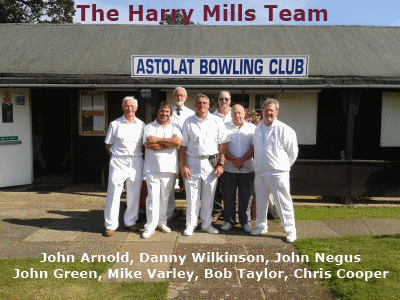 The Harry Mills Team
ASTOLAT BOWLING CLUB
John Arnold, Danny Wilkinson, John Negus
John Green, Mike Varley, Bob Taylor, Chris Cooper